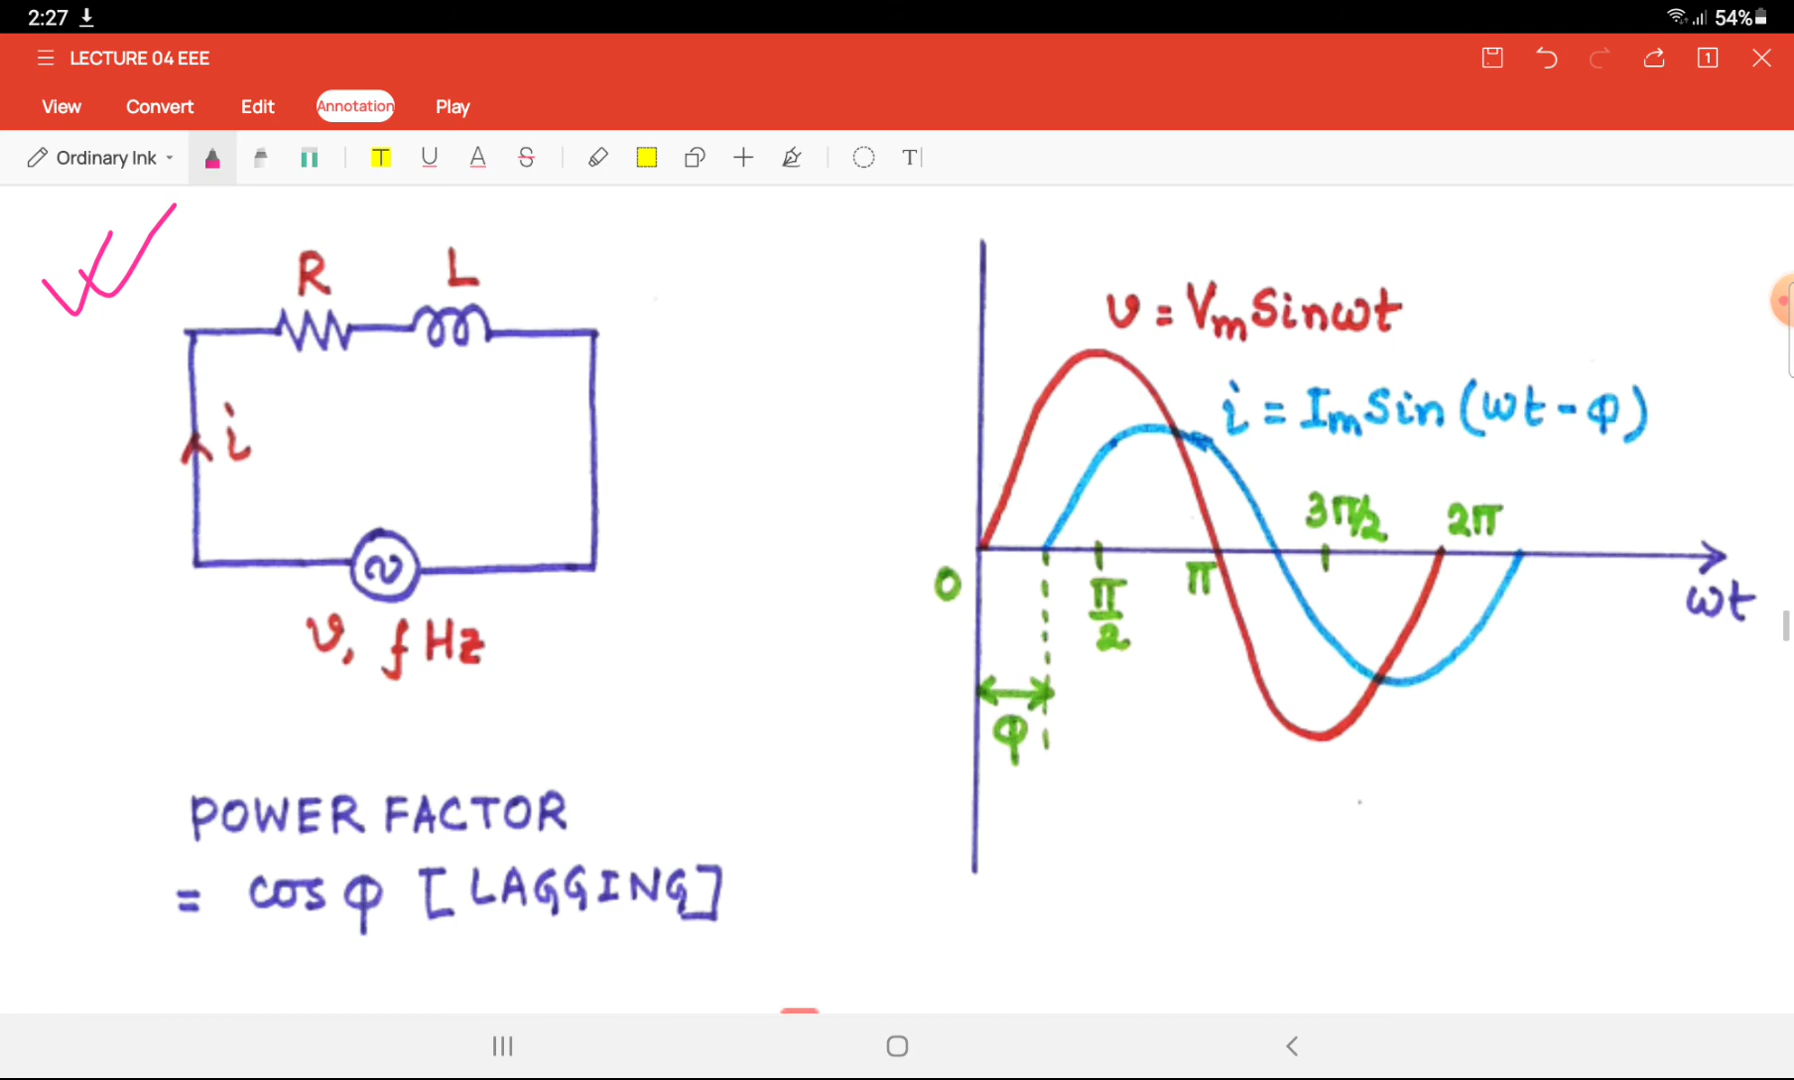 2:27
54%
LECTURE 04 EEE
1
View Convert Edit Annotation Play
Ordinary Ink T U A S T
R L
i
v, f Hz
POWER FACTOR
= cos φ [LAGGING]
v = Vm Sinωt
i = Im Sin (ωt - φ)
3π/2 2π
0 π/2 π ωt
φ